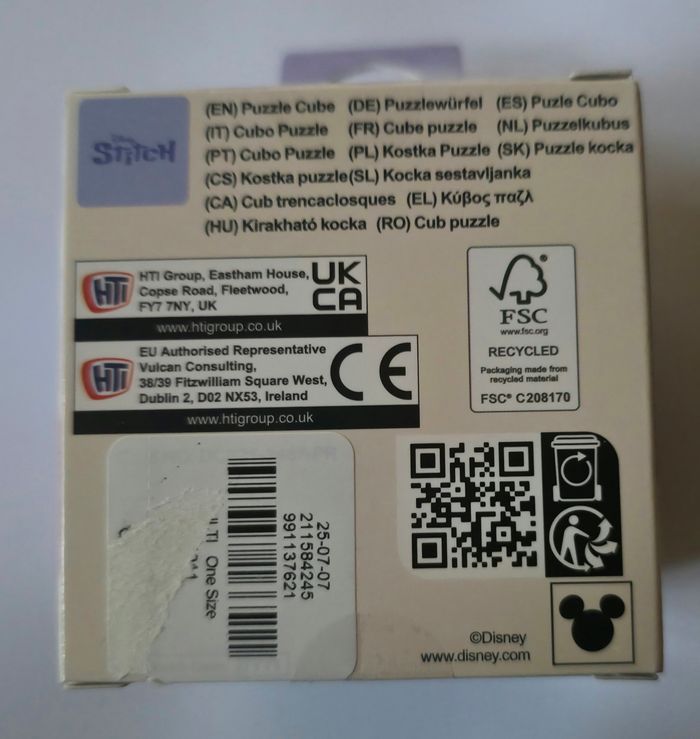 Disney
STITCH
(EN) Puzzle Cube (DE) Puzzlewürfel (ES) Puzle Cubo
(IT) Cubo Puzzle (FR) Cube puzzle (NL) Puzzelkubus
(PT) Cubo Puzzle (PL) Kostka Puzzle (SK) Puzzle kocka
(CS) Kostka puzzle(SL) Kocka sestavljanka
(CA) Cub trencaclosques (EL) Κύβος παζλ
(HU) Kirakható kocka (RO) Cub puzzle
HTI
HTI Group, Eastham House,
Copse Road, Fleetwood,
FY7 7NY, UK
UK
CA
www.htigroup.co.uk
HTI
EU Authorised Representative
Vulcan Consulting,
38/39 Fitzwilliam Square West,
Dublin 2, D02 NX53, Ireland
CE
www.htigroup.co.uk
FSC
www.fsc.org
RECYCLED
Packaging made from
recycled material
FSC® C208170
25-07-07
211584245
991137621
One Size
©Disney
www.disney.com